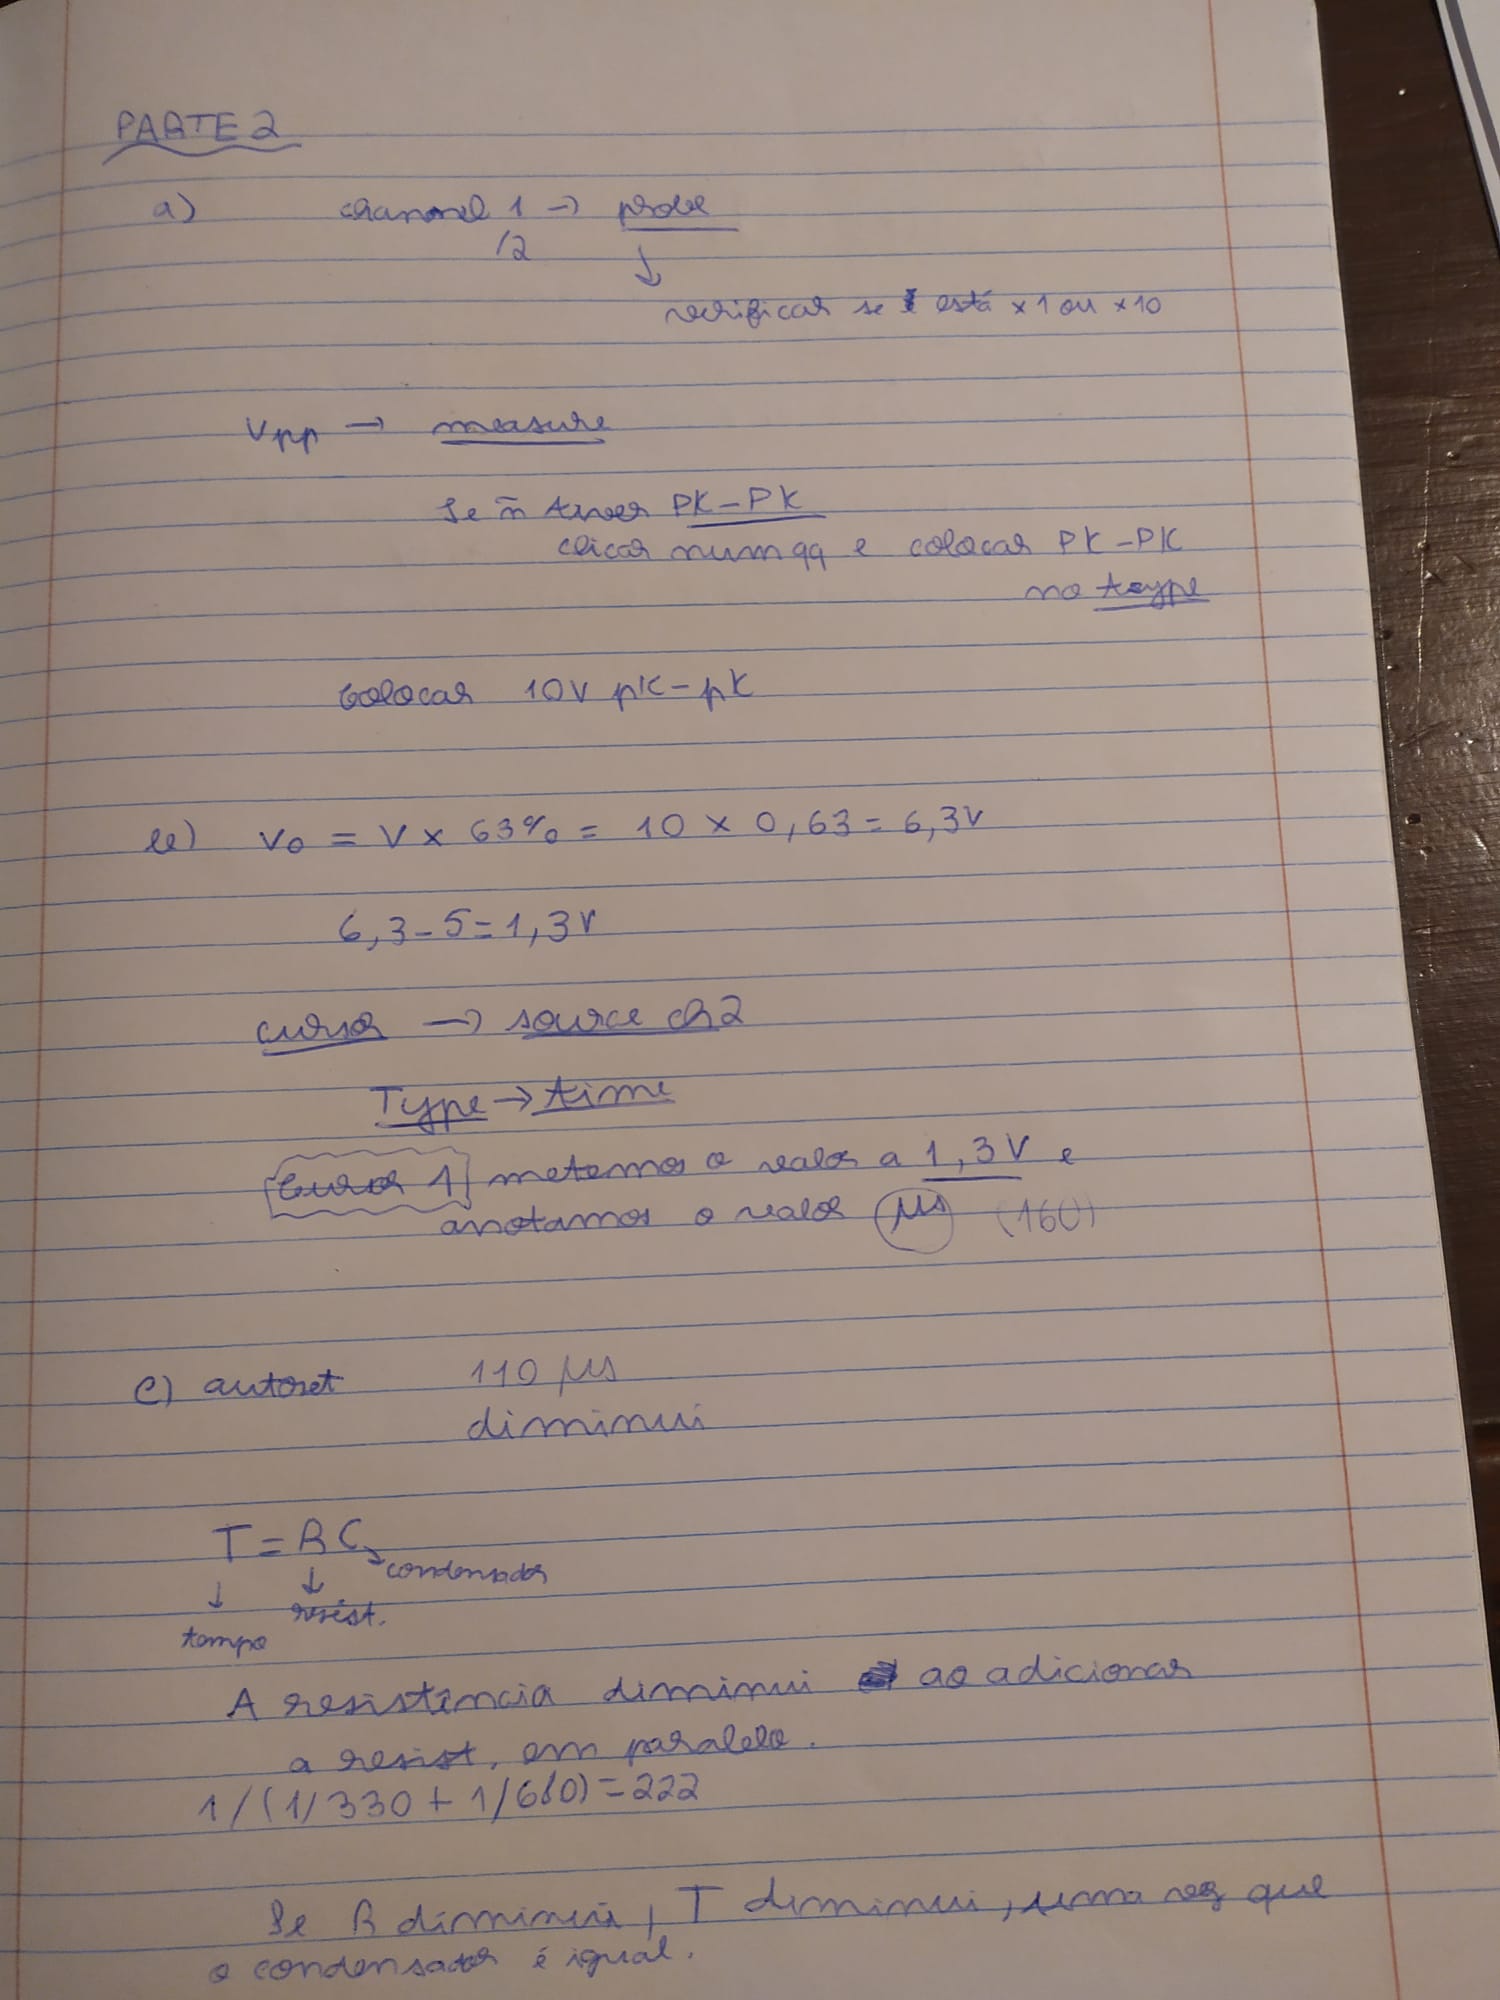 PARTE 2
a) channel 1 → probe
/2
↓
verificar se está x1 ou x10
Vpp → measure
Se ñ tiver PK-PK
clicar num qq e colocar PK-PK
no type
Colocar 10V pK-pK
b) V0 = V x 63% = 10 x 0,63 = 6,3V
6,3 - 5 = 1,3V
cursor → source ch2
Type → time
Cursor 1 metemos o valor a 1,3V e
anotamos o valor μs (160)
c) autoset 110 μs
diminui
T = RC → condensador
↓ ↓
resist.
tempo
A resistência diminui ao adicionar
a resist. em paralelo.
1/(1/330 + 1/680) = 222
Se R diminui, T diminui, uma vez que
o condensador é igual.